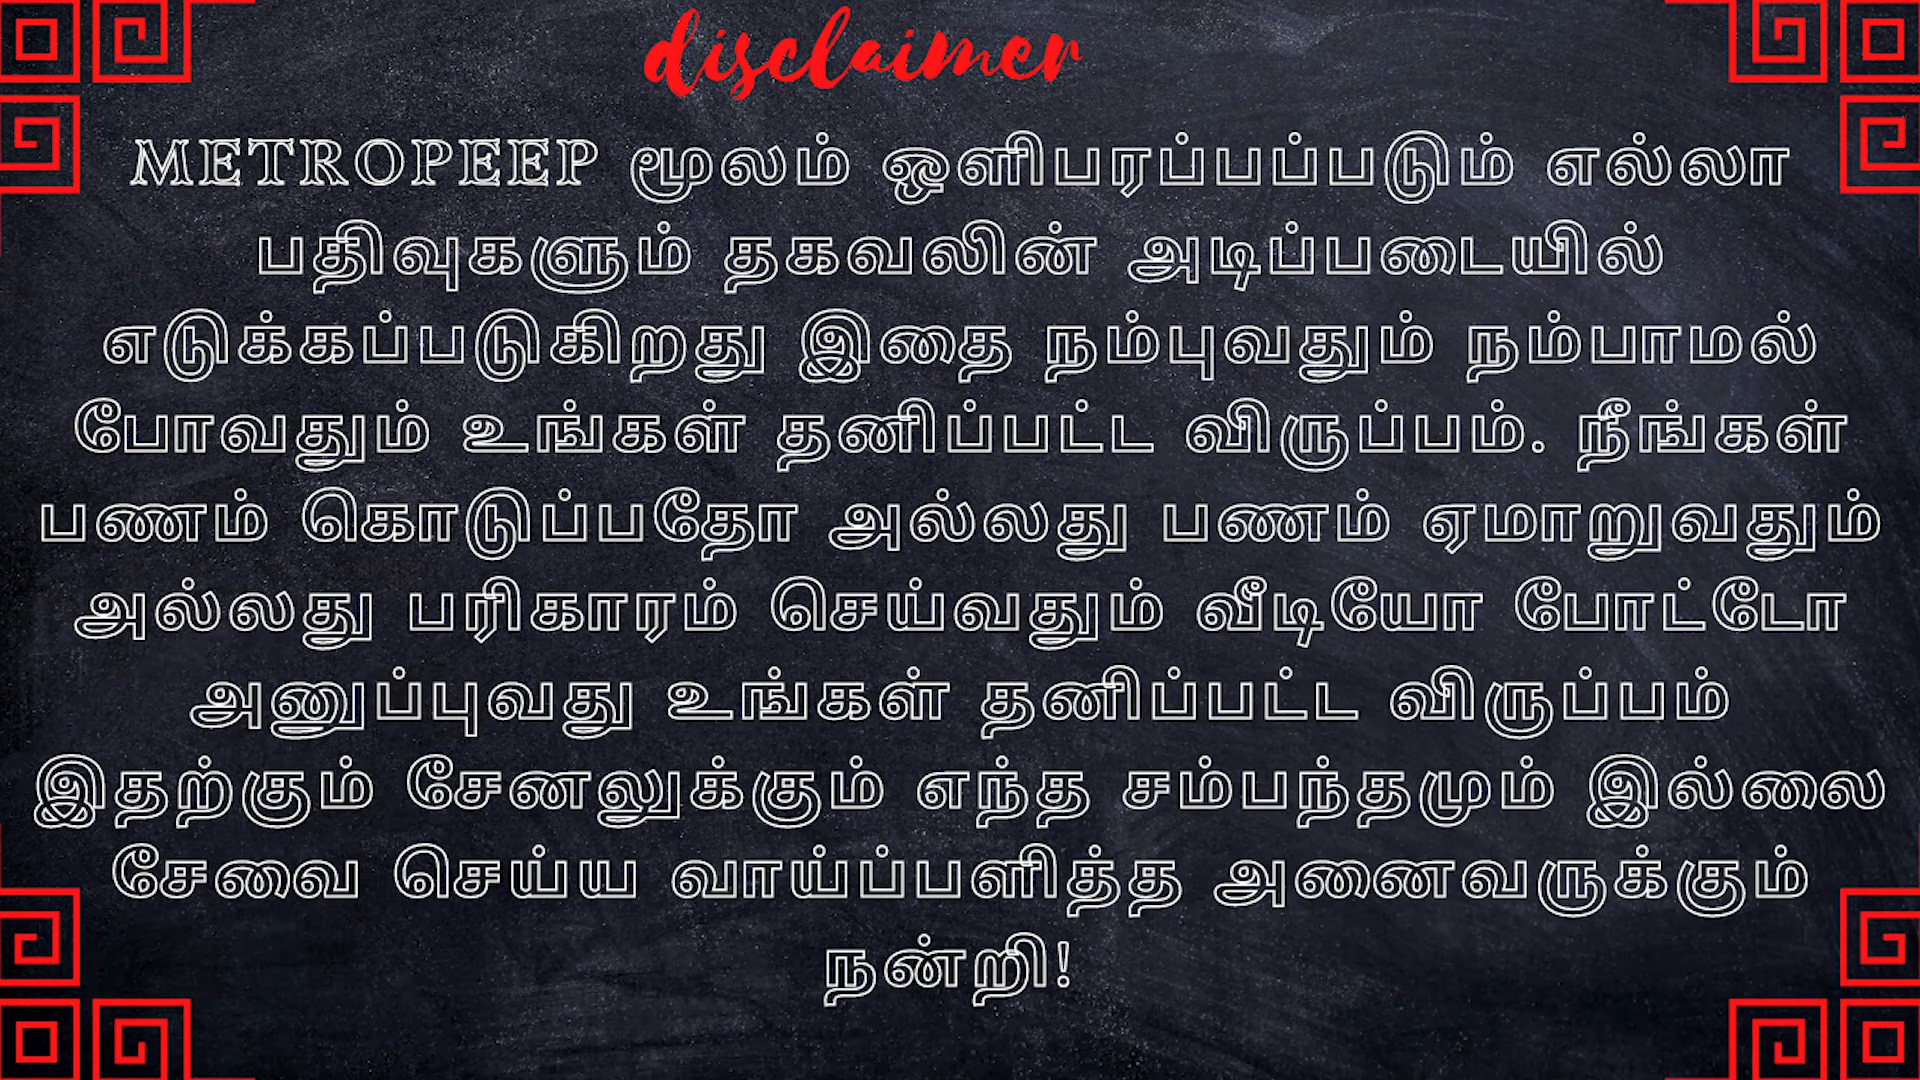 disclaimer
METROPEEP மூலம் ஒளிபரப்பப்படும் எல்லா
பதிவுகளும் தகவலின் அடிப்படையில்
எடுக்கப்படுகிறது இதை நம்புவதும் நம்பாமல்
போவதும் உங்கள் தனிப்பட்ட விருப்பம். நீங்கள்
பணம் கொடுப்பதோ அல்லது பணம் ஏமாறுவதும்
அல்லது பரிகாரம் செய்வதும் வீடியோ போட்டோ
அனுப்புவது உங்கள் தனிப்பட்ட விருப்பம்
இதற்கும் சேனலுக்கும் எந்த சம்பந்தமும் இல்லை
சேவை செய்ய வாய்ப்பளித்த அனைவருக்கும்
நன்றி!